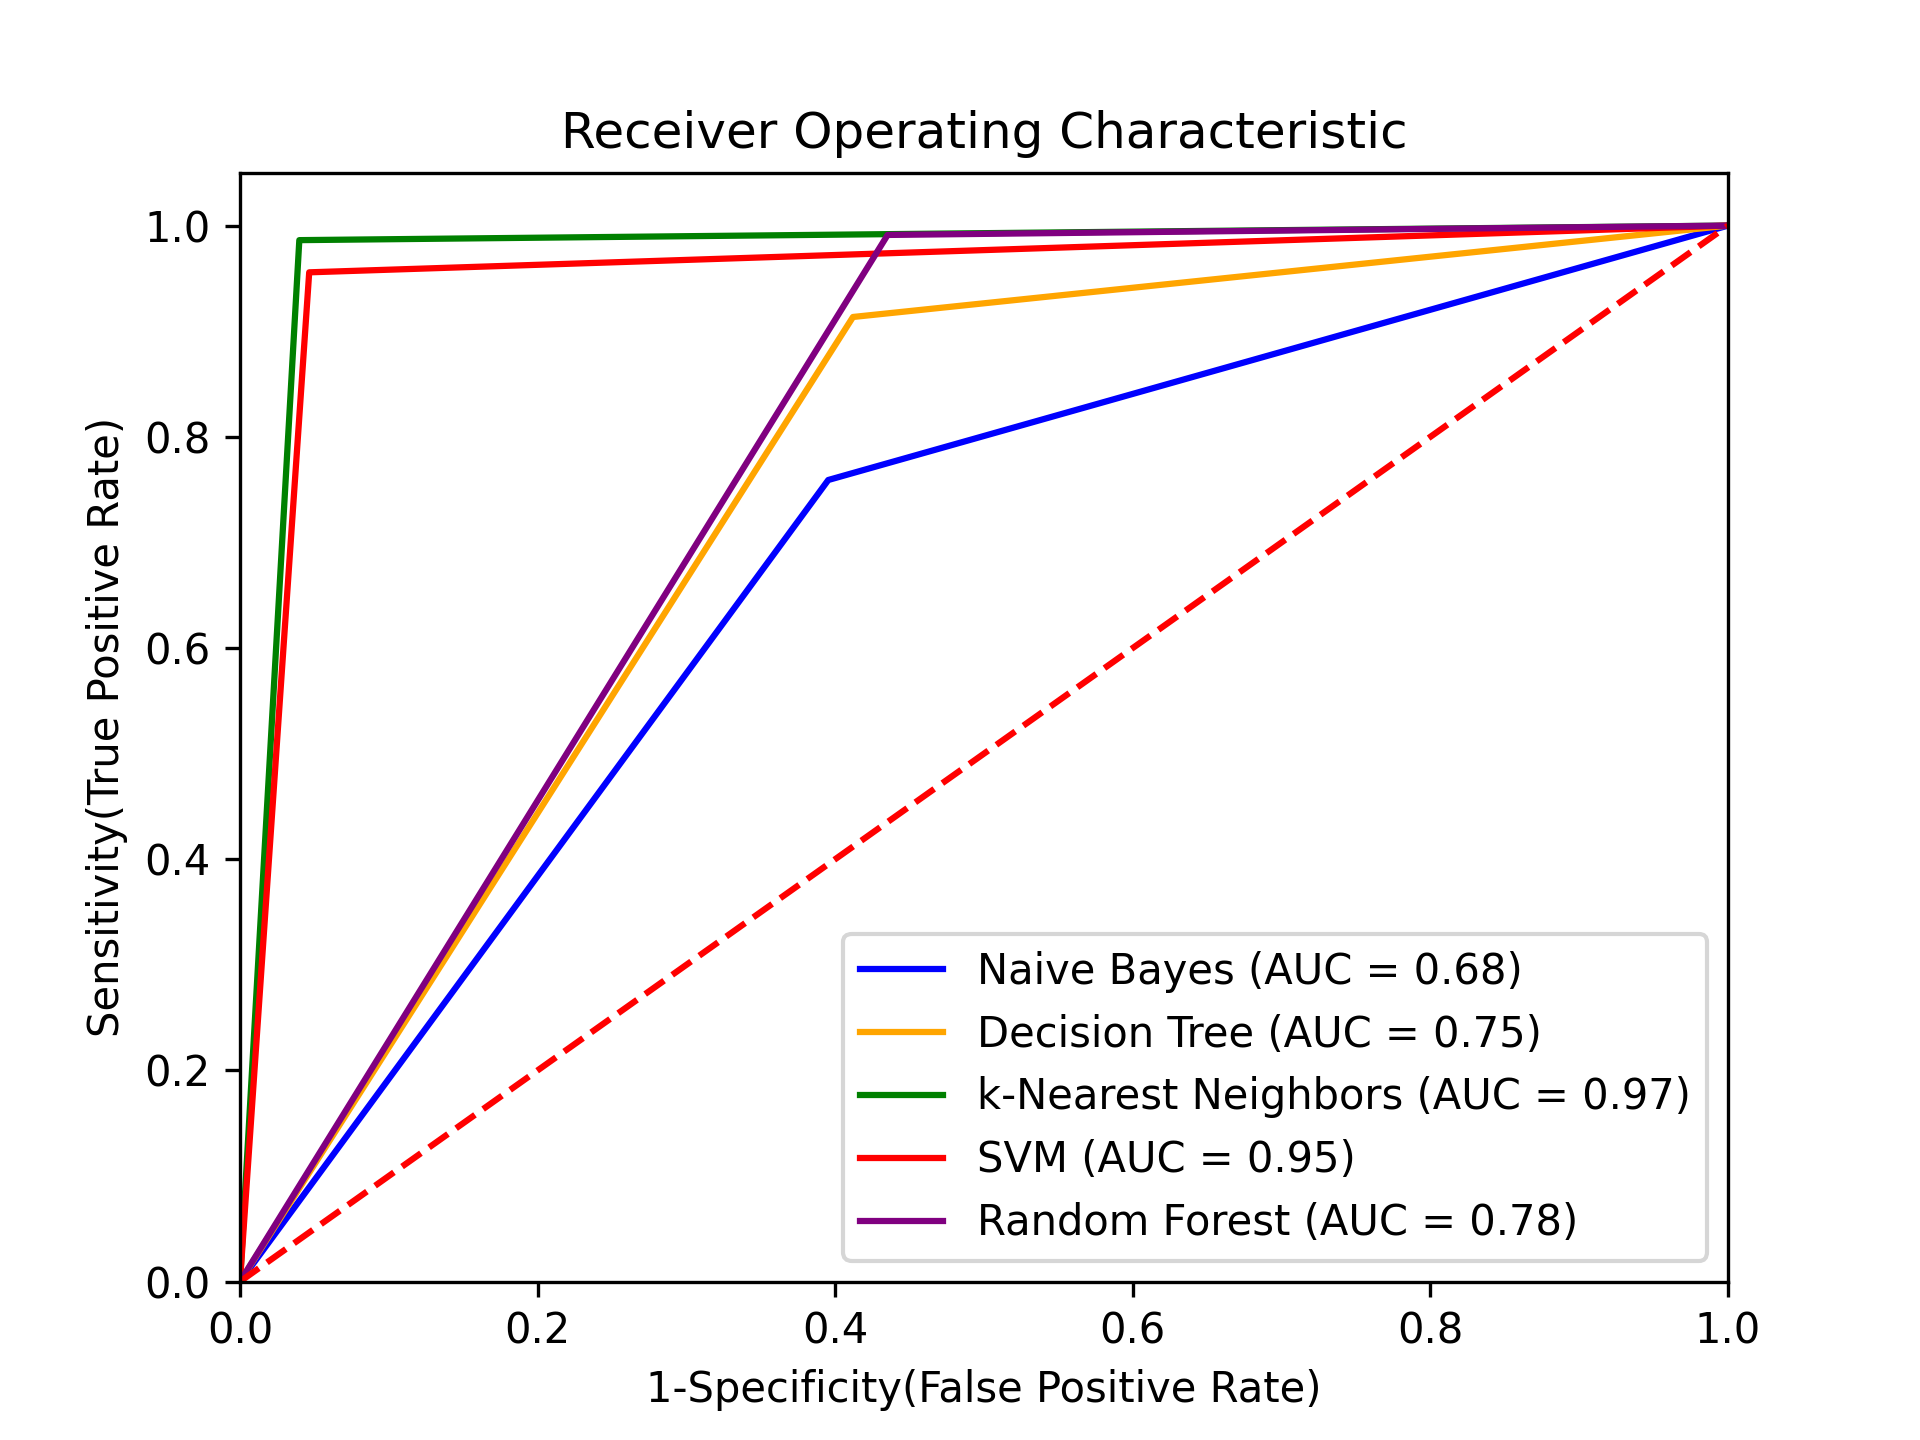 Receiver Operating Characteristic
1.0
0.8
0.6
0.4
0.2
0.0
Sensitivity(True Positive Rate)
Naive Bayes (AUC = 0.68)
Decision Tree (AUC = 0.75)
k-Nearest Neighbors (AUC = 0.97)
SVM (AUC = 0.95)
Random Forest (AUC = 0.78)
0.0 0.2 0.4 0.6 0.8 1.0
1-Specificity(False Positive Rate)